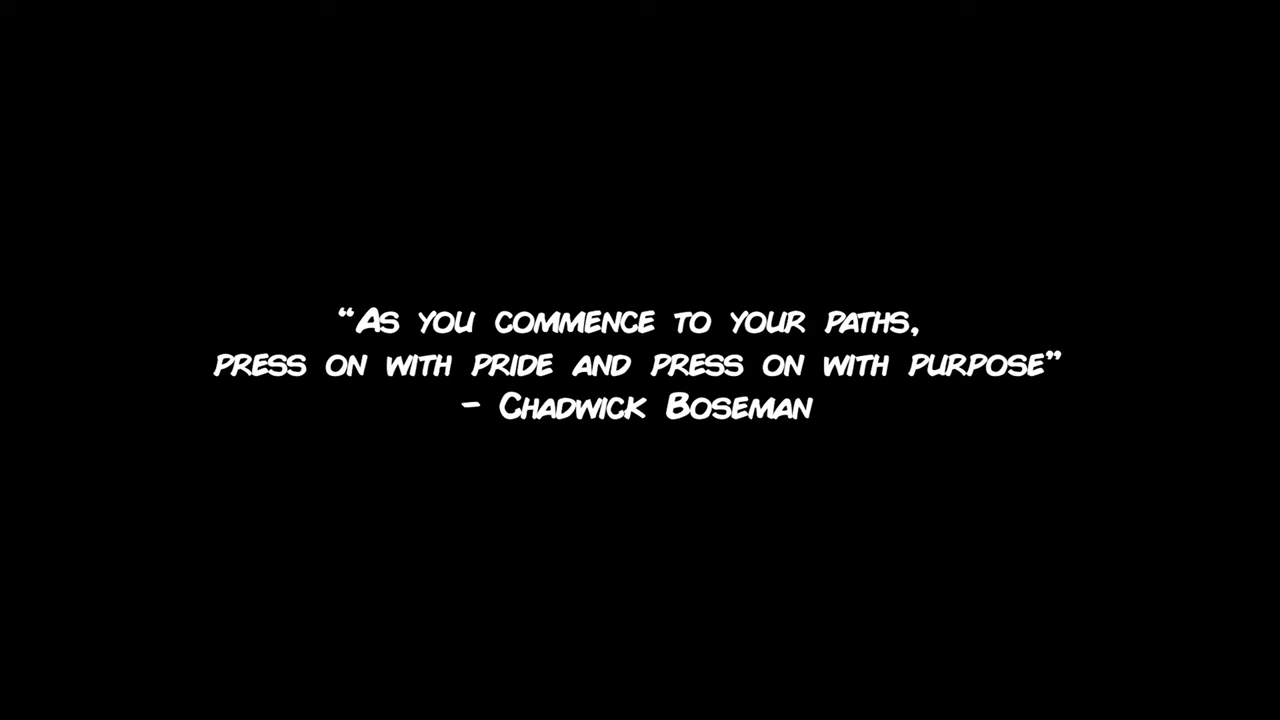 “As you commence to your paths,
press on with pride and press on with purpose”
- Chadwick Boseman